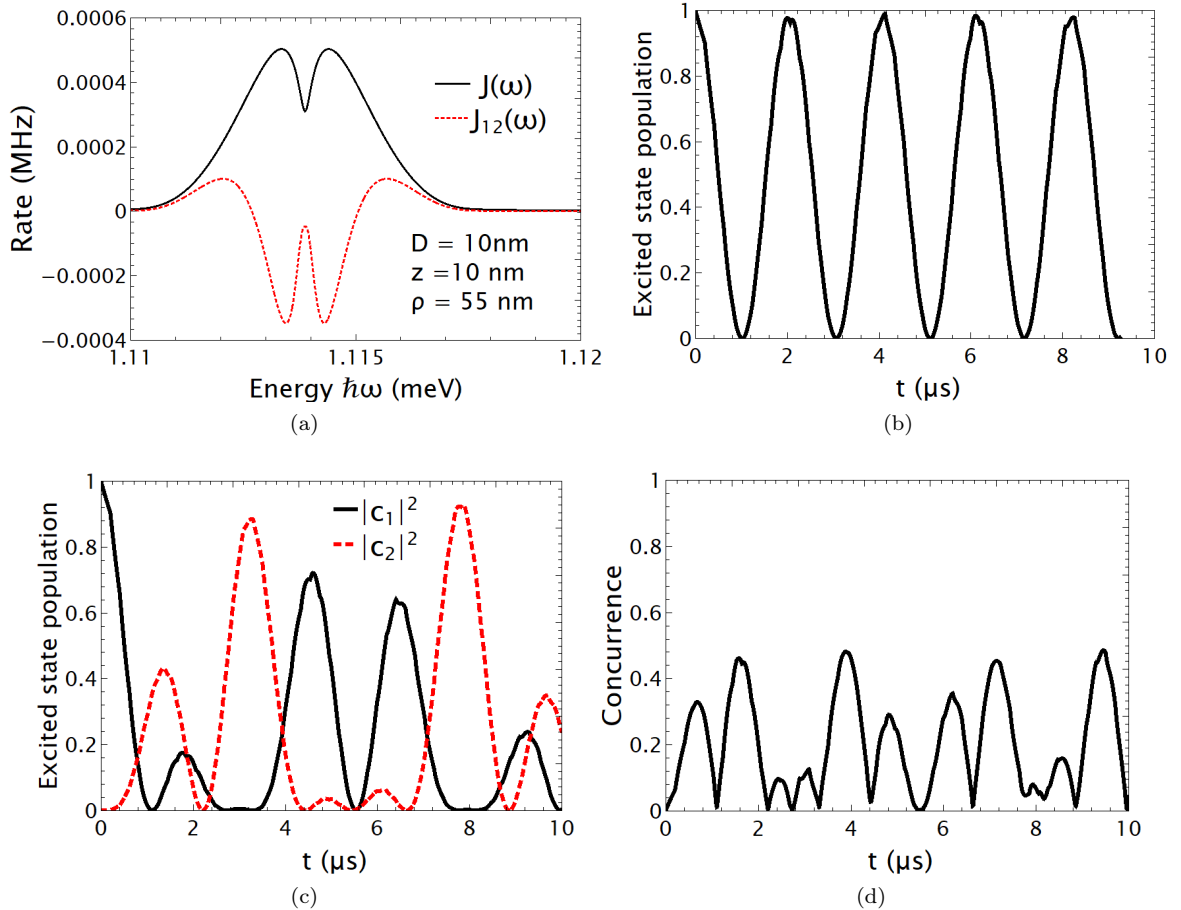 0.0006
0.0004
0.0002
0
−0.0002
−0.0004
Rate (MHz)
J(ω)
J₁₂(ω)
D = 10nm
z =10 nm
ρ = 55 nm
1.11 1.115 1.12
Energy ℏω (meV)
(a)
1
0.8
0.6
0.4
0.2
0
Excited state population
0 2 4 6 8 10
t (μs)
(b)
1
0.8
0.6
0.4
0.2
0
Excited state population
|c₁|²
|c₂|²
0 2 4 6 8 10
t (μs)
(c)
1
0.8
0.6
0.4
0.2
0
Concurrence
0 2 4 6 8 10
t (μs)
(d)